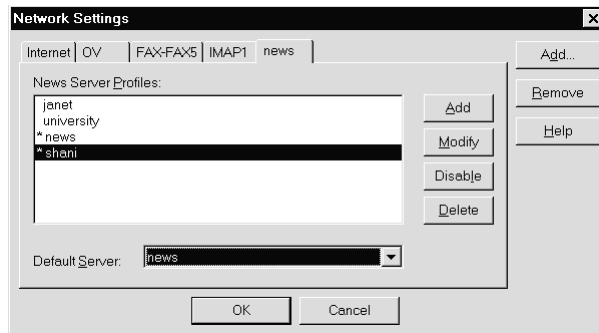 Network Settings
Internet OV FAX-FAX5 IMAP1 news
Add...
News Server Profiles:
Remove
janet
university
* news
* shani
Add
Help
Modify
Disable
Delete
Default Server: news
OK Cancel